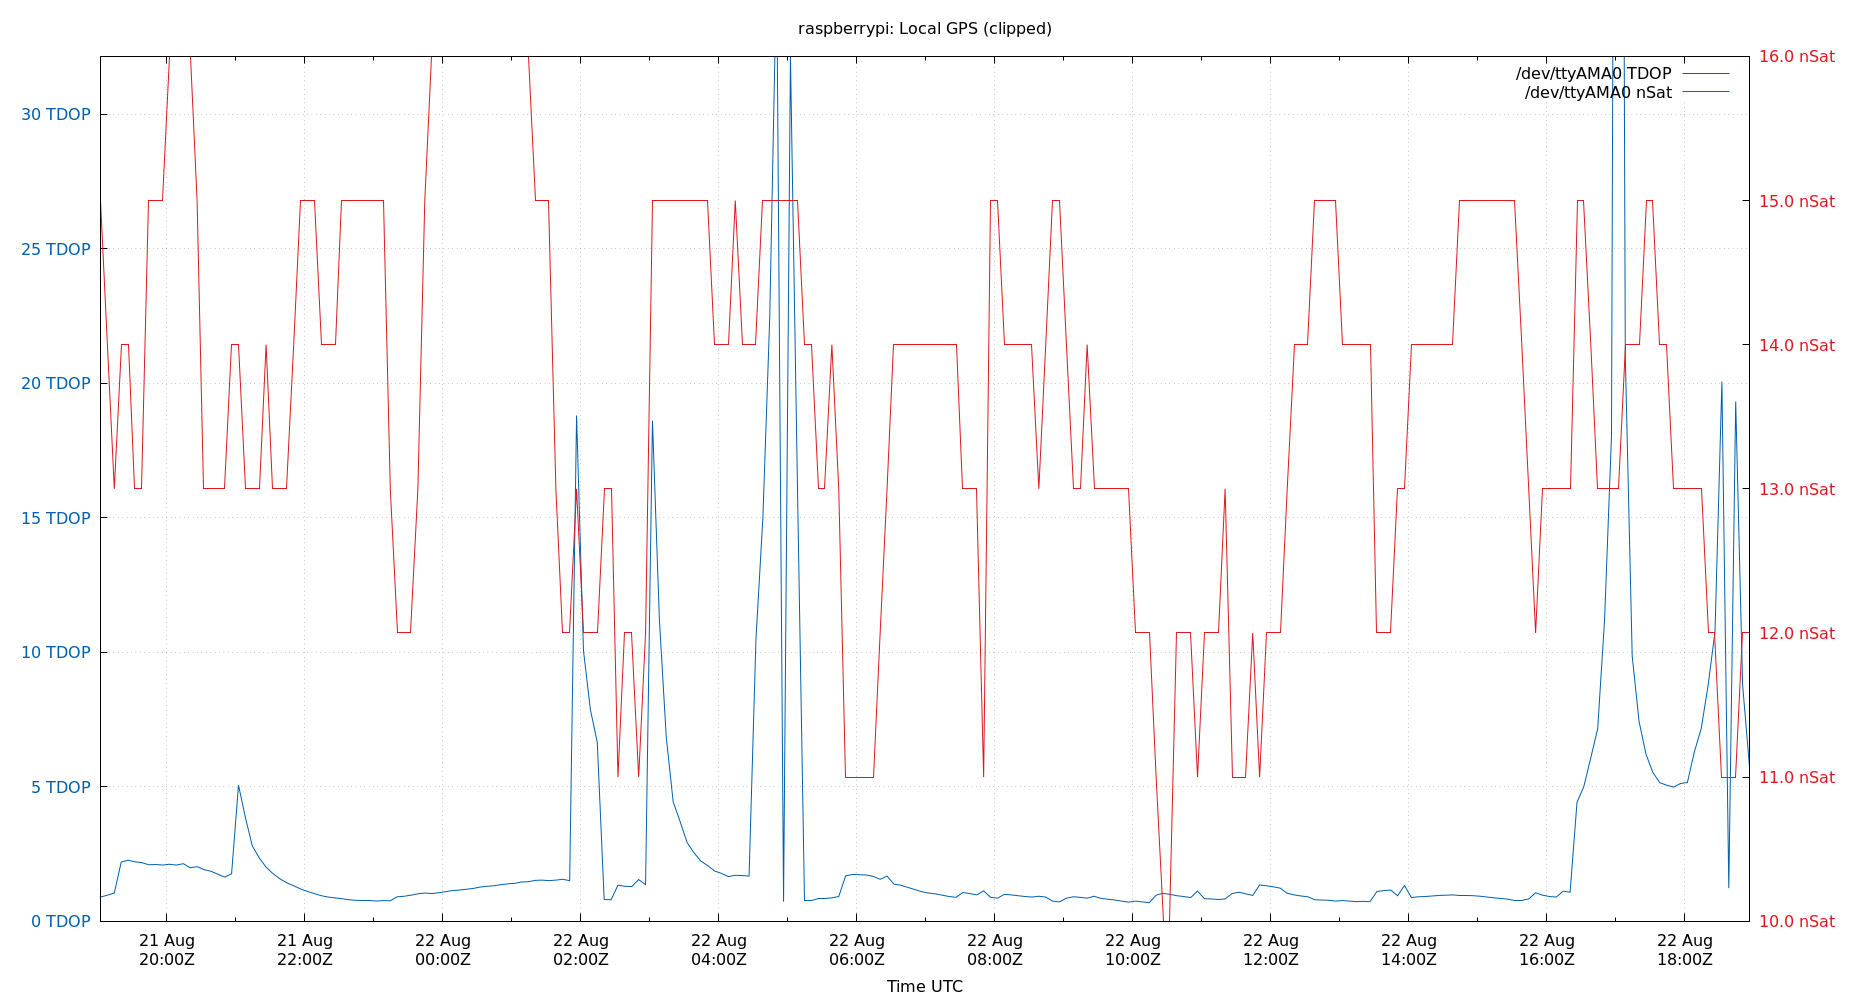 raspberrypi: Local GPS (clipped)
/dev/ttyAMA0 TDOP
/dev/ttyAMA0 nSat
30 TDOP
25 TDOP
20 TDOP
15 TDOP
10 TDOP
5 TDOP
0 TDOP
16.0 nSat
15.0 nSat
14.0 nSat
13.0 nSat
12.0 nSat
11.0 nSat
10.0 nSat
21 Aug
20:00Z
21 Aug
22:00Z
22 Aug
00:00Z
22 Aug
02:00Z
22 Aug
04:00Z
22 Aug
06:00Z
22 Aug
08:00Z
22 Aug
10:00Z
22 Aug
12:00Z
22 Aug
14:00Z
22 Aug
16:00Z
22 Aug
18:00Z
Time UTC